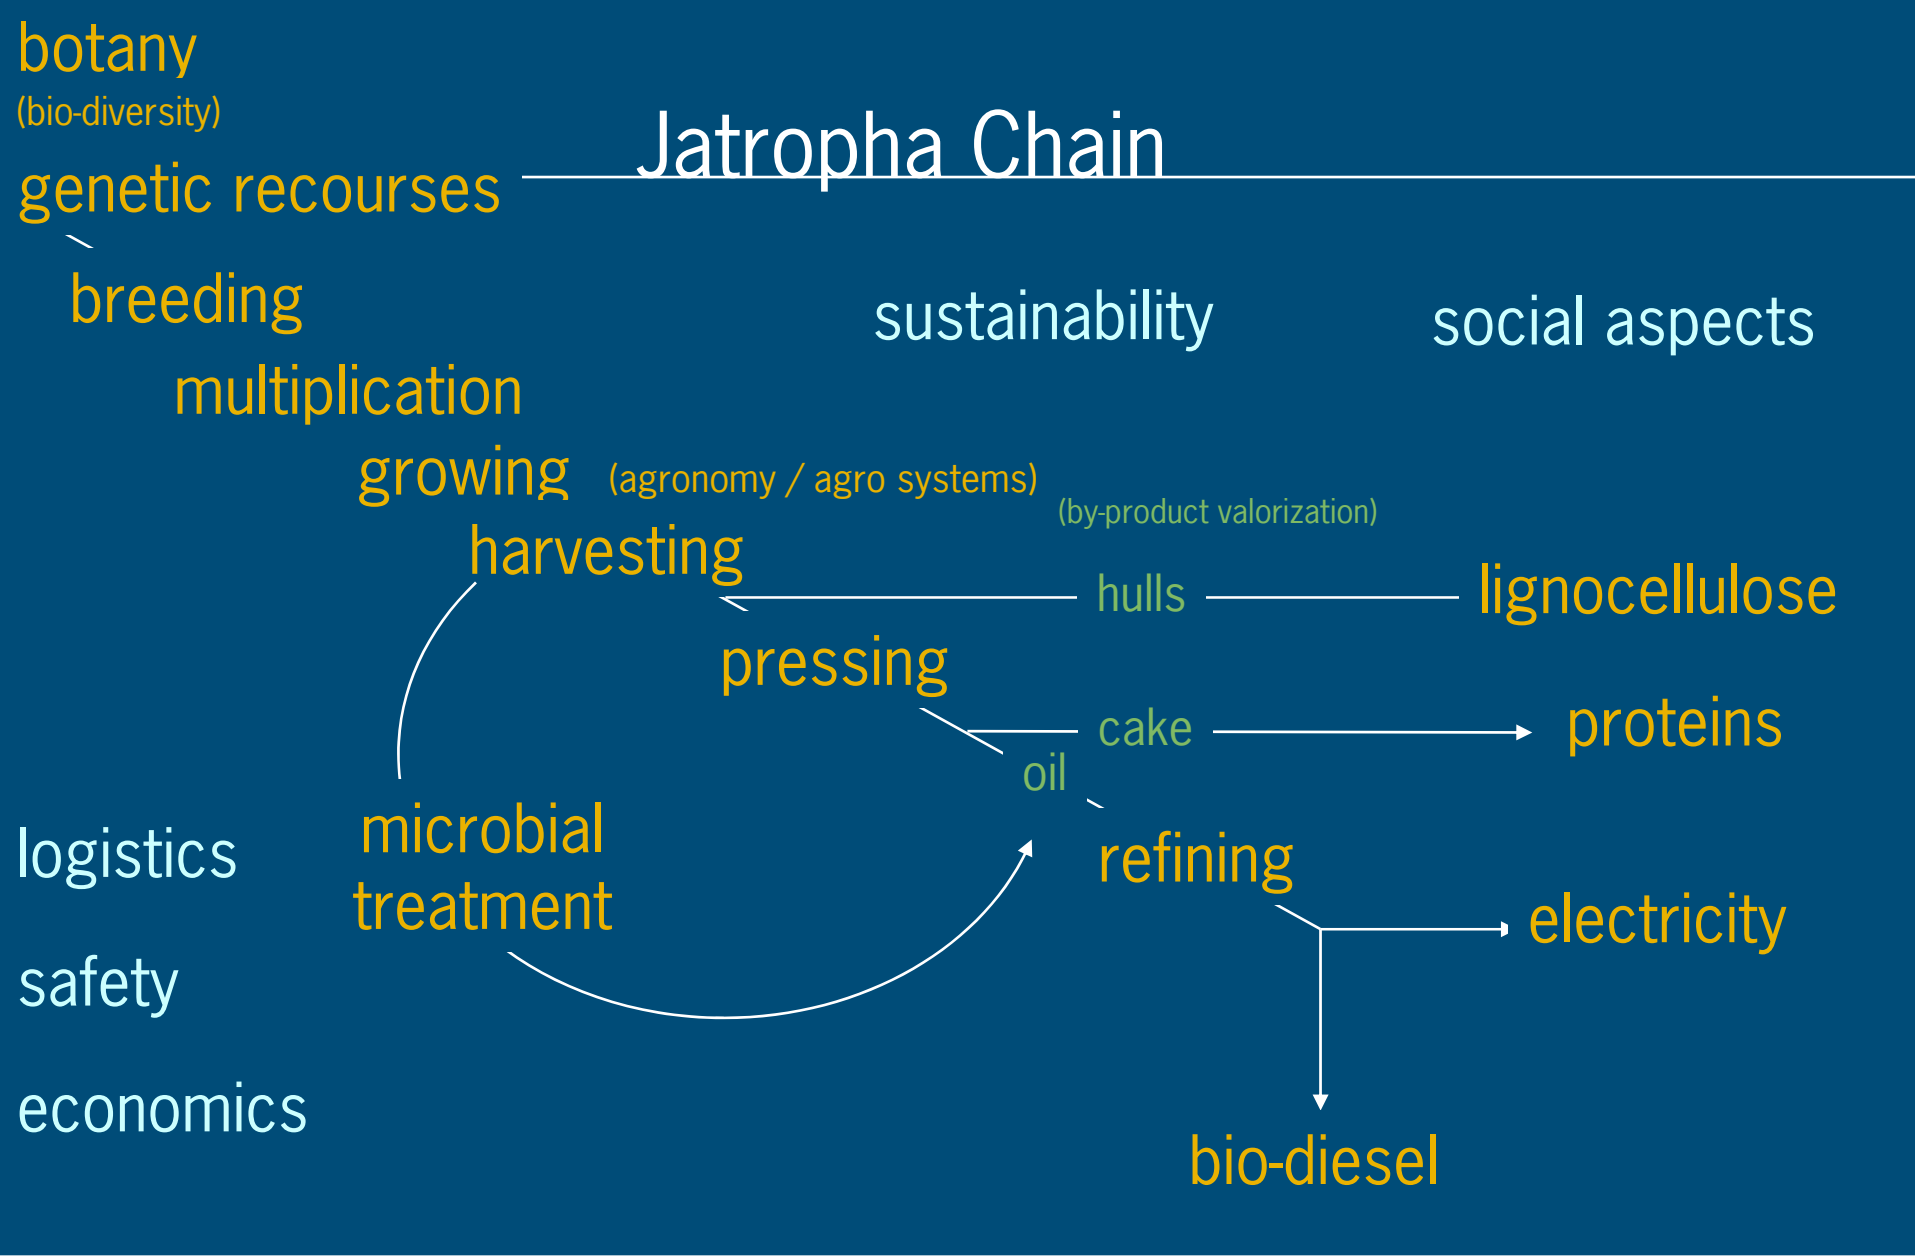 botany
(bio-diversity)
Jatropha Chain
genetic recourses
breeding
sustainability
social aspects
multiplication
growing (agronomy / agro systems)
(by-product valorization)
harvesting
hulls
lignocellulose
pressing
cake
proteins
oil
microbial
treatment
logistics
refining
electricity
safety
economics
bio-diesel